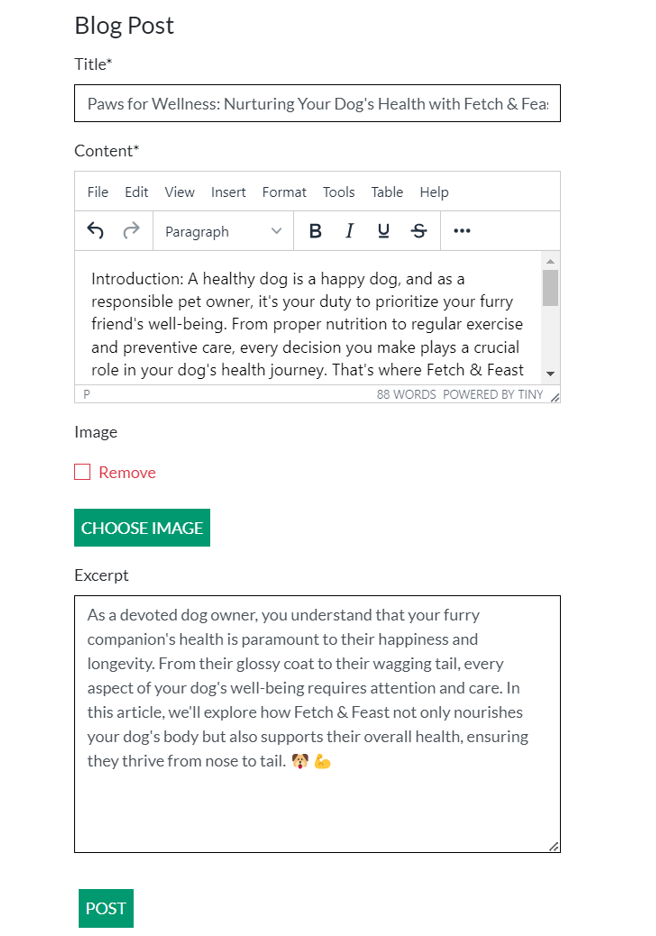 Blog Post
Title*
Paws for Wellness: Nurturing Your Dog's Health with Fetch &
Content*
File Edit View Insert Format Tools Table Help
Paragraph B I U S
Introduction: A healthy dog is a happy dog, and as a
responsible pet owner, it's your duty to prioritize your furry
friend's well-being. From proper nutrition to regular exercise
and preventive care, every decision you make plays a crucial
role in your dog's health journey. That's where Fetch & Feast
P 88 WORDS POWERED BY TINY
Image
Remove
CHOOSE IMAGE
Excerpt
As a devoted dog owner, you understand that your furry
companion's health is paramount to their happiness and
longevity. From their glossy coat to their wagging tail, every
aspect of your dog's well-being requires attention and care. In
this article, we'll explore how Fetch & Feast not only nourishes
your dog's body but also supports their overall health, ensuring
they thrive from nose to tail. 🐶 💪
POST